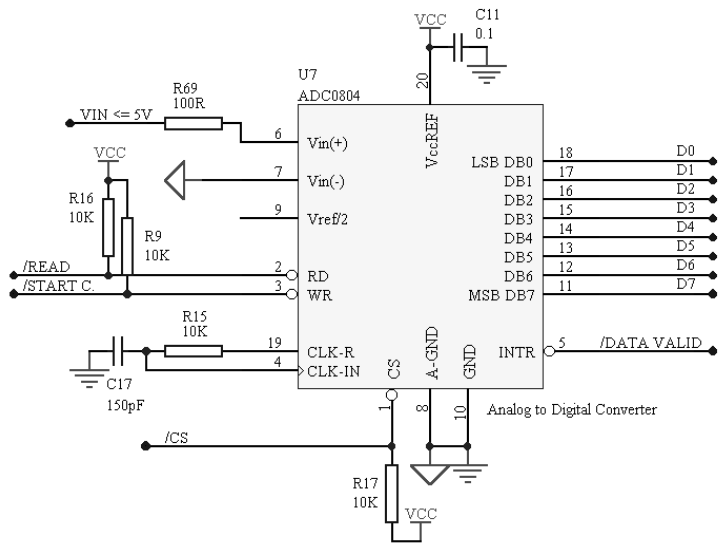 VCC
C11
0.1
20
U7
ADC0804
R69
100R
VIN <= 5V
6
Vin(+)
VccREF
VCC
7
Vin(-)
R16
10K
R9
10K
9
Vref/2
/READ
2
RD
/START C.
3
WR
LSB DB0
18
D0
DB1
17
D1
DB2
16
D2
DB3
15
D3
DB4
14
D4
DB5
13
D5
DB6
12
D6
MSB DB7
11
D7
R15
10K
19
CLK-R
4
CLK-IN
C17
150pF
CS
A-GND
GND
INTR
5
/DATA VALID
1
8
10
Analog to Digital Converter
/CS
R17
10K
VCC